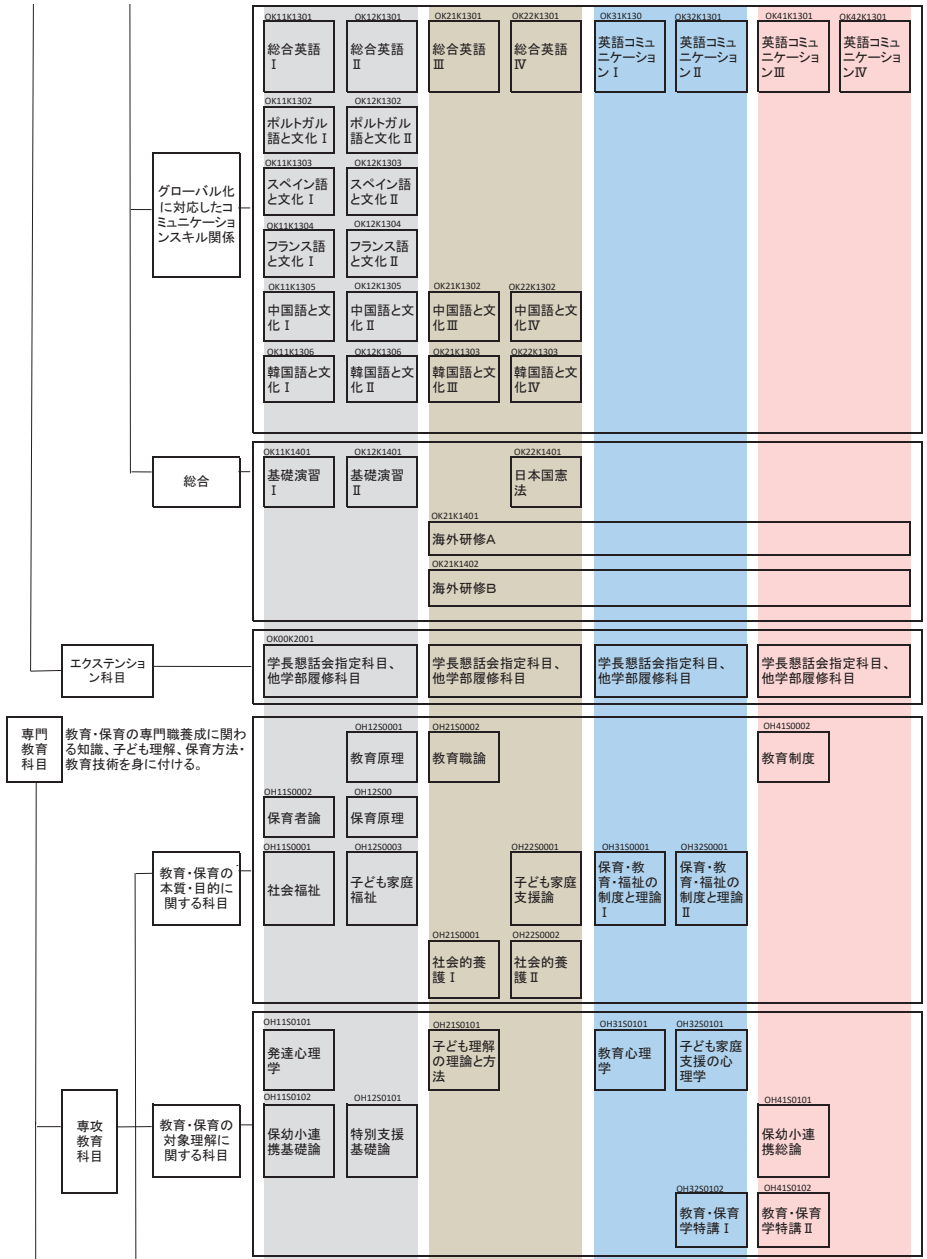 OK11K1301 OK12K1301 OK21K1301 OK22K1301 OK31K130 OK32K1301 OK41K1301 OK42K1301
総合英語 総合英語 総合英語 総合英語 英語コミュ 英語コミュ 英語コミュ 英語コミュ
Ⅰ Ⅱ Ⅲ Ⅳ ニケーショ ニケーショ ニケーショ ニケーショ
ンⅠ ンⅡ ンⅢ ンⅣ
OK11K1302 OK12K1302
ポルトガル ポルトガル
語と文化Ⅰ 語と文化Ⅱ
グローバル化
に対応したコ
ミュニケーショ
ンスキル関係
OK11K1303 OK12K1303
スペイン語 スペイン語
と文化Ⅰ と文化Ⅱ
OK11K1304 OK12K1304
フランス語 フランス語
と文化Ⅰ と文化Ⅱ
OK11K1305 OK12K1305 OK21K1302 OK22K1302
中国語と文 中国語と文 中国語と文 中国語と文
化Ⅰ 化Ⅱ 化Ⅲ 化Ⅳ
OK11K1306 OK12K1306 OK21K1303 OK22K1303
韓国語と文 韓国語と文 韓国語と文 韓国語と文
化Ⅰ 化Ⅱ 化Ⅲ 化Ⅳ
総合
OK11K1401 OK12K1401 OK22K1401
基礎演習 基礎演習 日本国憲
Ⅰ Ⅱ 法
OK21K1401
海外研修A
OK21K1402
海外研修B
エクステンショ
ン科目
OK00K2001
学長懇話会指定科目、 学長懇話会指定科目、 学長懇話会指定科目、 学長懇話会指定科目、
他学部履修科目 他学部履修科目 他学部履修科目 他学部履修科目
専門
教育
科目
教育・保育の専門職養成に関わ
る知識、子ども理解、保育方法・
教育技術を身に付ける。
OH12S0001 OH21S0002 OH41S0002
教育原理 教育職論 教育制度
OH11S0002 OH12S00
保育者論 保育原理
教育・保育の
本質・目的に
関する科目
OH11S0001 OH12S0003 OH22S0001 OH31S0001 OH32S0001
社会福祉 子ども家庭 子ども家庭 保育・教 保育・教
福祉 支援論 育・福祉の 育・福祉の
制度と理論 制度と理論
Ⅰ Ⅱ
OH21S0001 OH22S0002
社会的養 社会的養
護Ⅰ 護Ⅱ
専攻
教育
科目
教育・保育の
対象理解に
関する科目
OH11S0101 OH21S0101 OH31S0101 OH32S0101
発達心理 子ども理解 教育心理 子ども家庭
学 の理論と方 学 支援の心
法 理学
OH11S0102 OH12S0101 OH41S0101
保幼小連 特別支援 保幼小連
携基礎論 基礎論 携総論
OH32S0102 OH41S0102
教育・保育 教育・保育
学特講Ⅰ 学特講Ⅱ